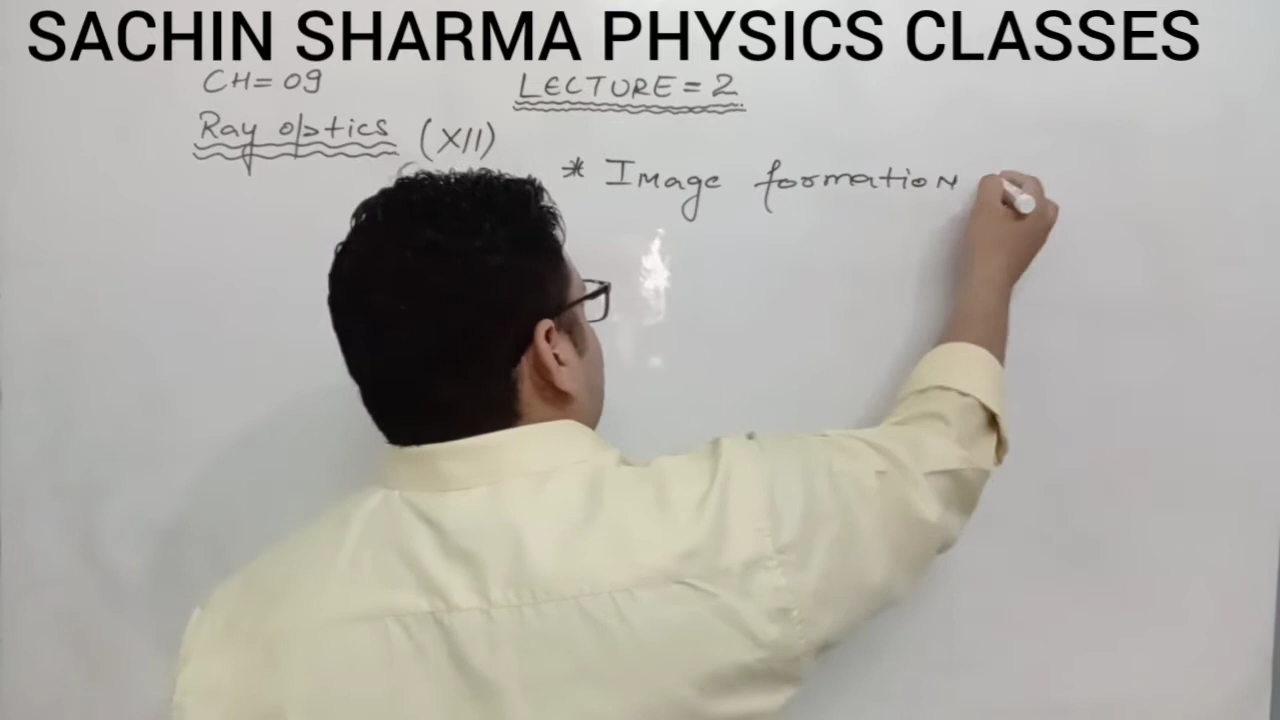 SACHIN SHARMA PHYSICS CLASSES
CH = 09
LECTURE = 2
Ray optics (XII)
* Image formation